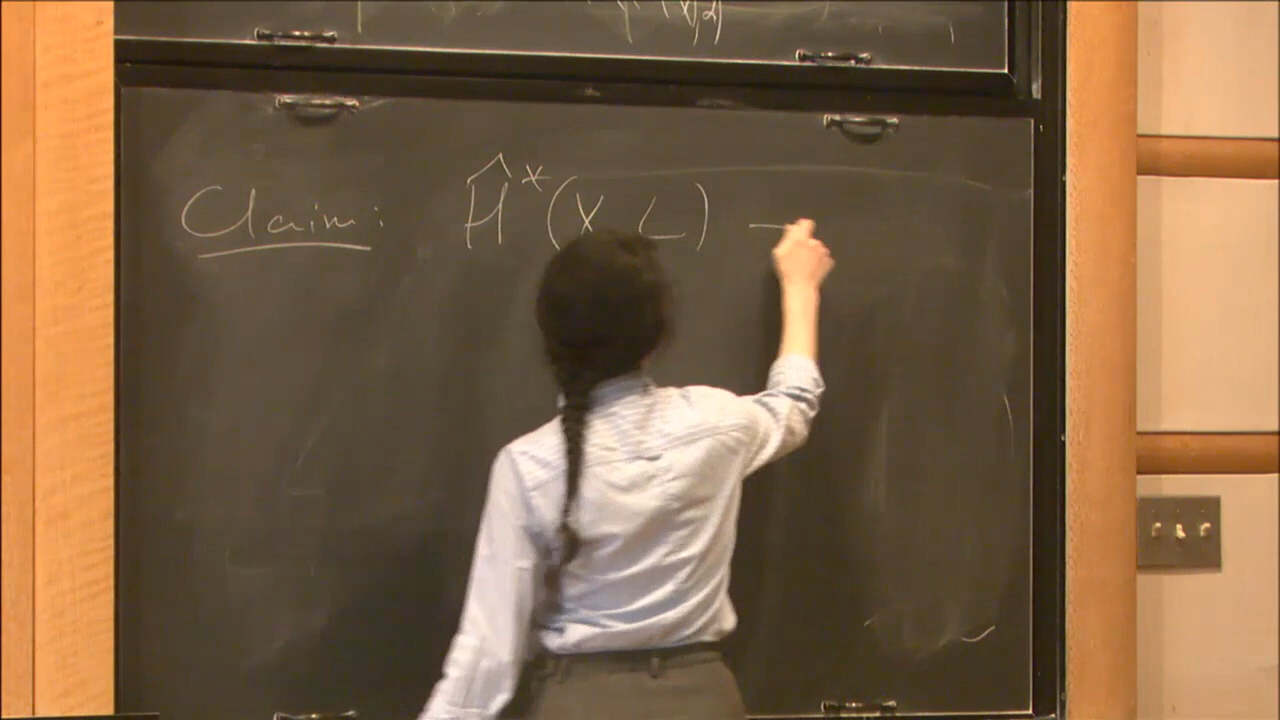 Claim: Ĥ*(X, L) —